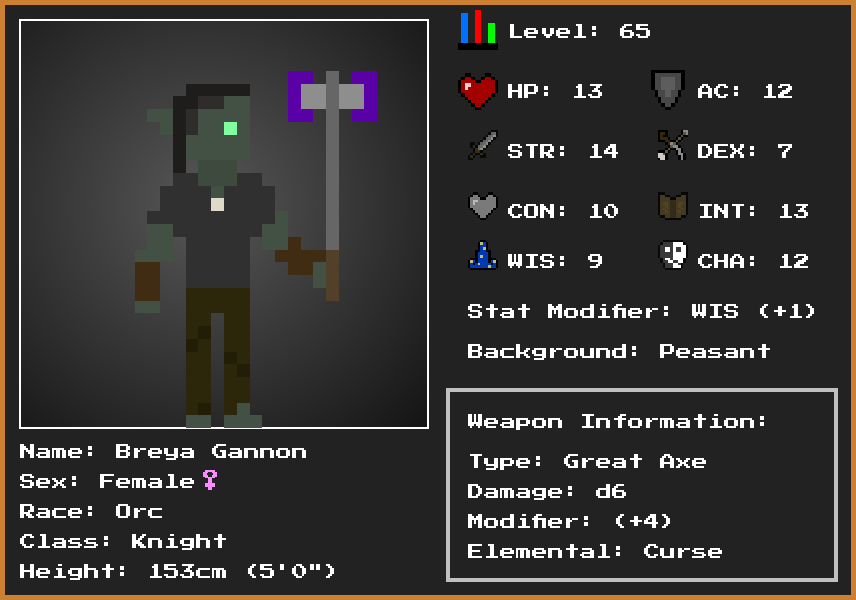 Level: 65
HP: 13
AC: 12
STR: 14
DEX: 7
CON: 10
INT: 13
WIS: 9
CHA: 12
Stat Modifier: WIS (+1)
Background: Peasant
Weapon Information:
Type: Great Axe
Damage: d6
Modifier: (+4)
Elemental: Curse
Name: Breya Gannon
Sex: Female♀
Race: Orc
Class: Knight
Height: 153cm (5'0")